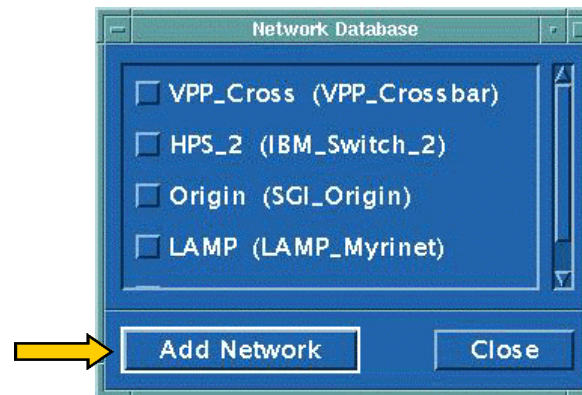 Network Database
VPP_Cross (VPP_Crossbar)
HPS_2 (IBM_Switch_2)
Origin (SGI_Origin)
LAMP (LAMP_Myrinet)
Add Network
Close